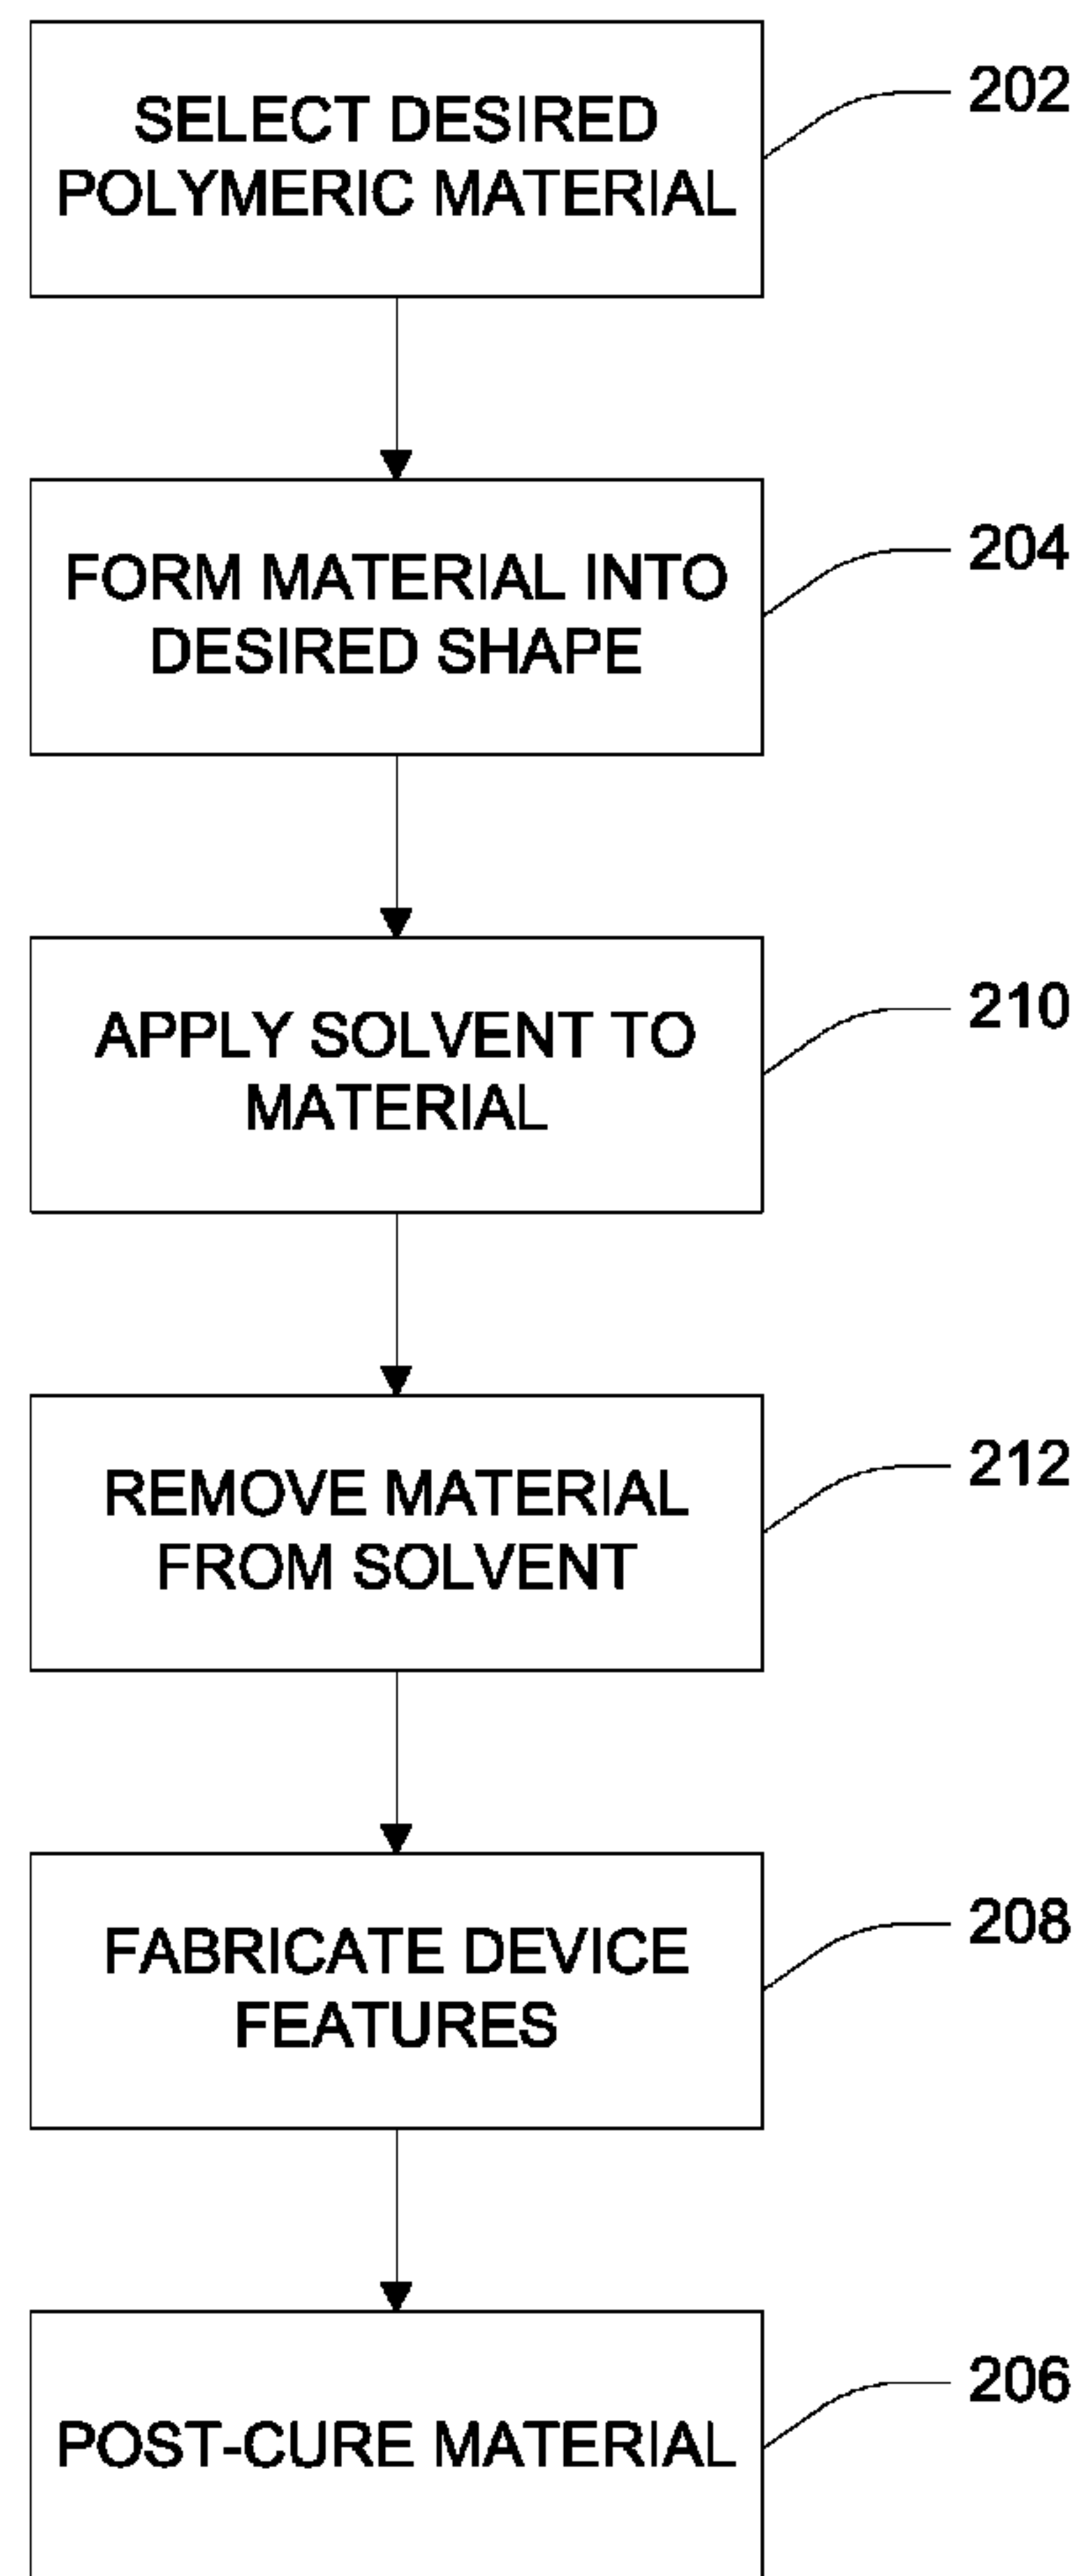 SELECT DESIRED
POLYMERIC MATERIAL
202
FORM MATERIAL INTO
DESIRED SHAPE
204
APPLY SOLVENT TO
MATERIAL
210
REMOVE MATERIAL
FROM SOLVENT
212
FABRICATE DEVICE
FEATURES
208
POST-CURE MATERIAL
206